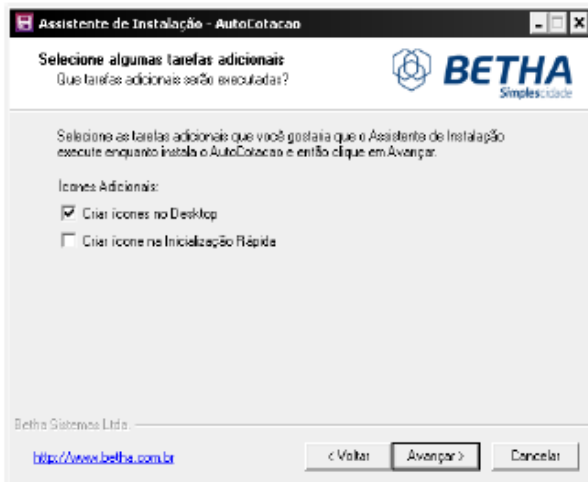 Assistente de Instalação - AutoCotacao
Selecione algumas tarefas adicionais
Que tarefas adicionais serão executadas?
BETHA
Simplescidade
Selecione as tarefas adicionais que você gostaria que o Assistente de Instalação
execute enquanto instala o AutoCotacao e então clique em Avançar.
Ícones Adicionais:
Criar ícones no Desktop
Criar ícone na Inicialização Rápida
Betha Sistemas Ltda.
http://www.betha.com.br
< Voltar
Avançar >
Cancelar